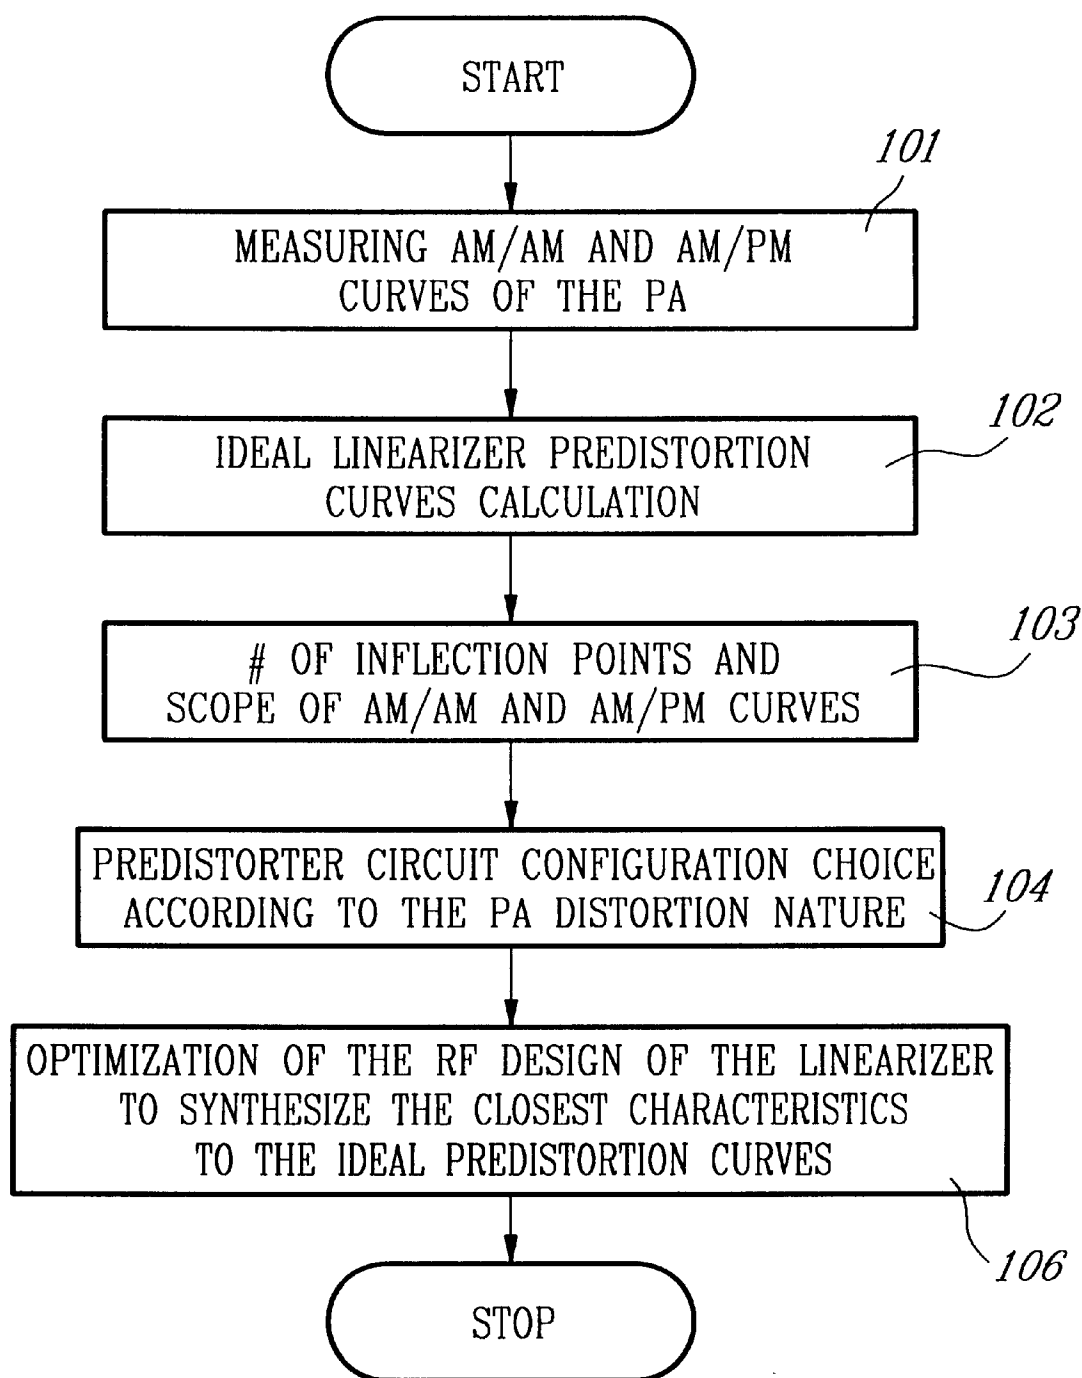 START
101
MEASURING AM/AM AND AM/PM
CURVES OF THE PA
102
IDEAL LINEARIZER PREDISTORTION
CURVES CALCULATION
103
# OF INFLECTION POINTS AND
SCOPE OF AM/AM AND AM/PM CURVES
PREDISTORTER CIRCUIT CONFIGURATION CHOICE
ACCORDING TO THE PA DISTORTION NATURE
104
OPTIMIZATION OF THE RF DESIGN OF THE LINEARIZER
TO SYNTHESIZE THE CLOSEST CHARACTERISTICS
TO THE IDEAL PREDISTORTION CURVES
106
STOP